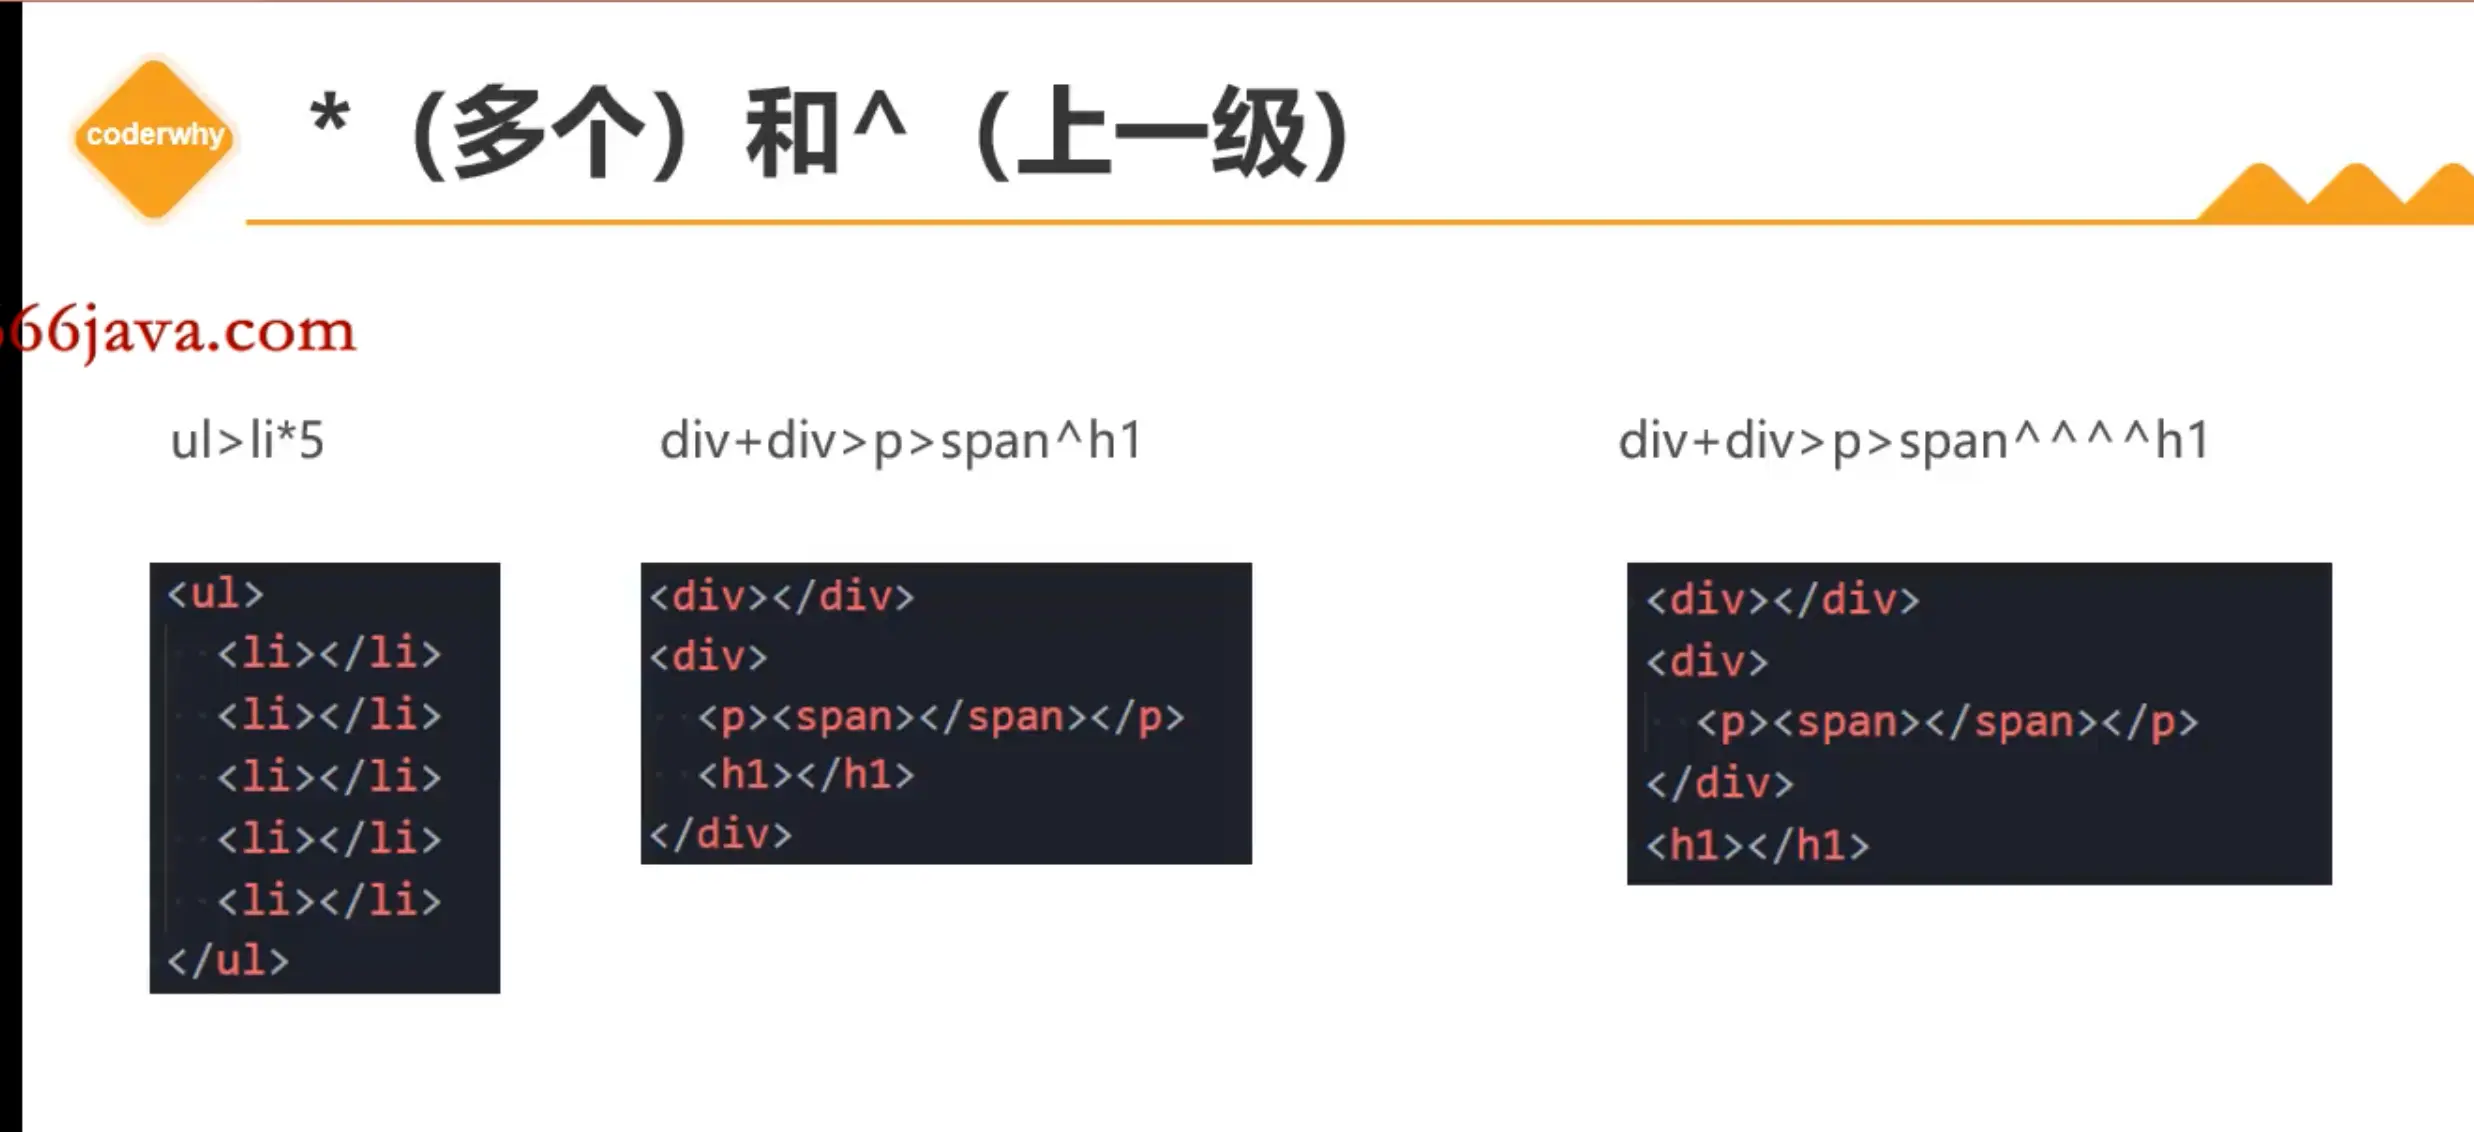 coderwhy
*（多个）和^（上一级）
66java.com
ul>li*5
<ul>
<li></li>
<li></li>
<li></li>
<li></li>
<li></li>
</ul>
div+div>p>span^h1
<div></div>
<div>
<p><span></span></p>
<h1></h1>
</div>
div+div>p>span^^^^h1
<div></div>
<div>
<p><span></span></p>
</div>
<h1></h1>